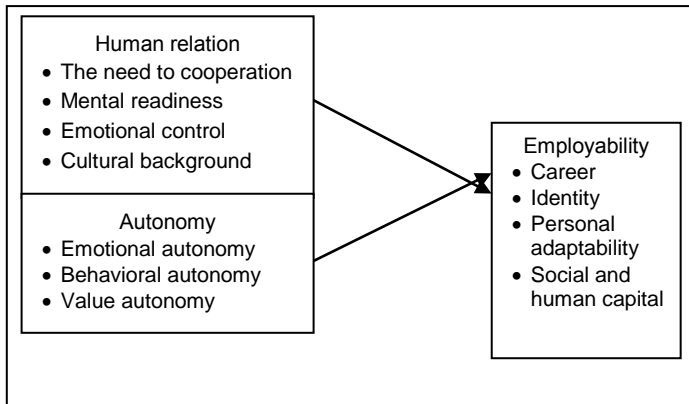 Human relation
• The need to cooperation
• Mental readiness
• Emotional control
• Cultural background
Autonomy
• Emotional autonomy
• Behavioral autonomy
• Value autonomy
Employability
• Career
• Identity
• Personal
adaptability
• Social and
human capital